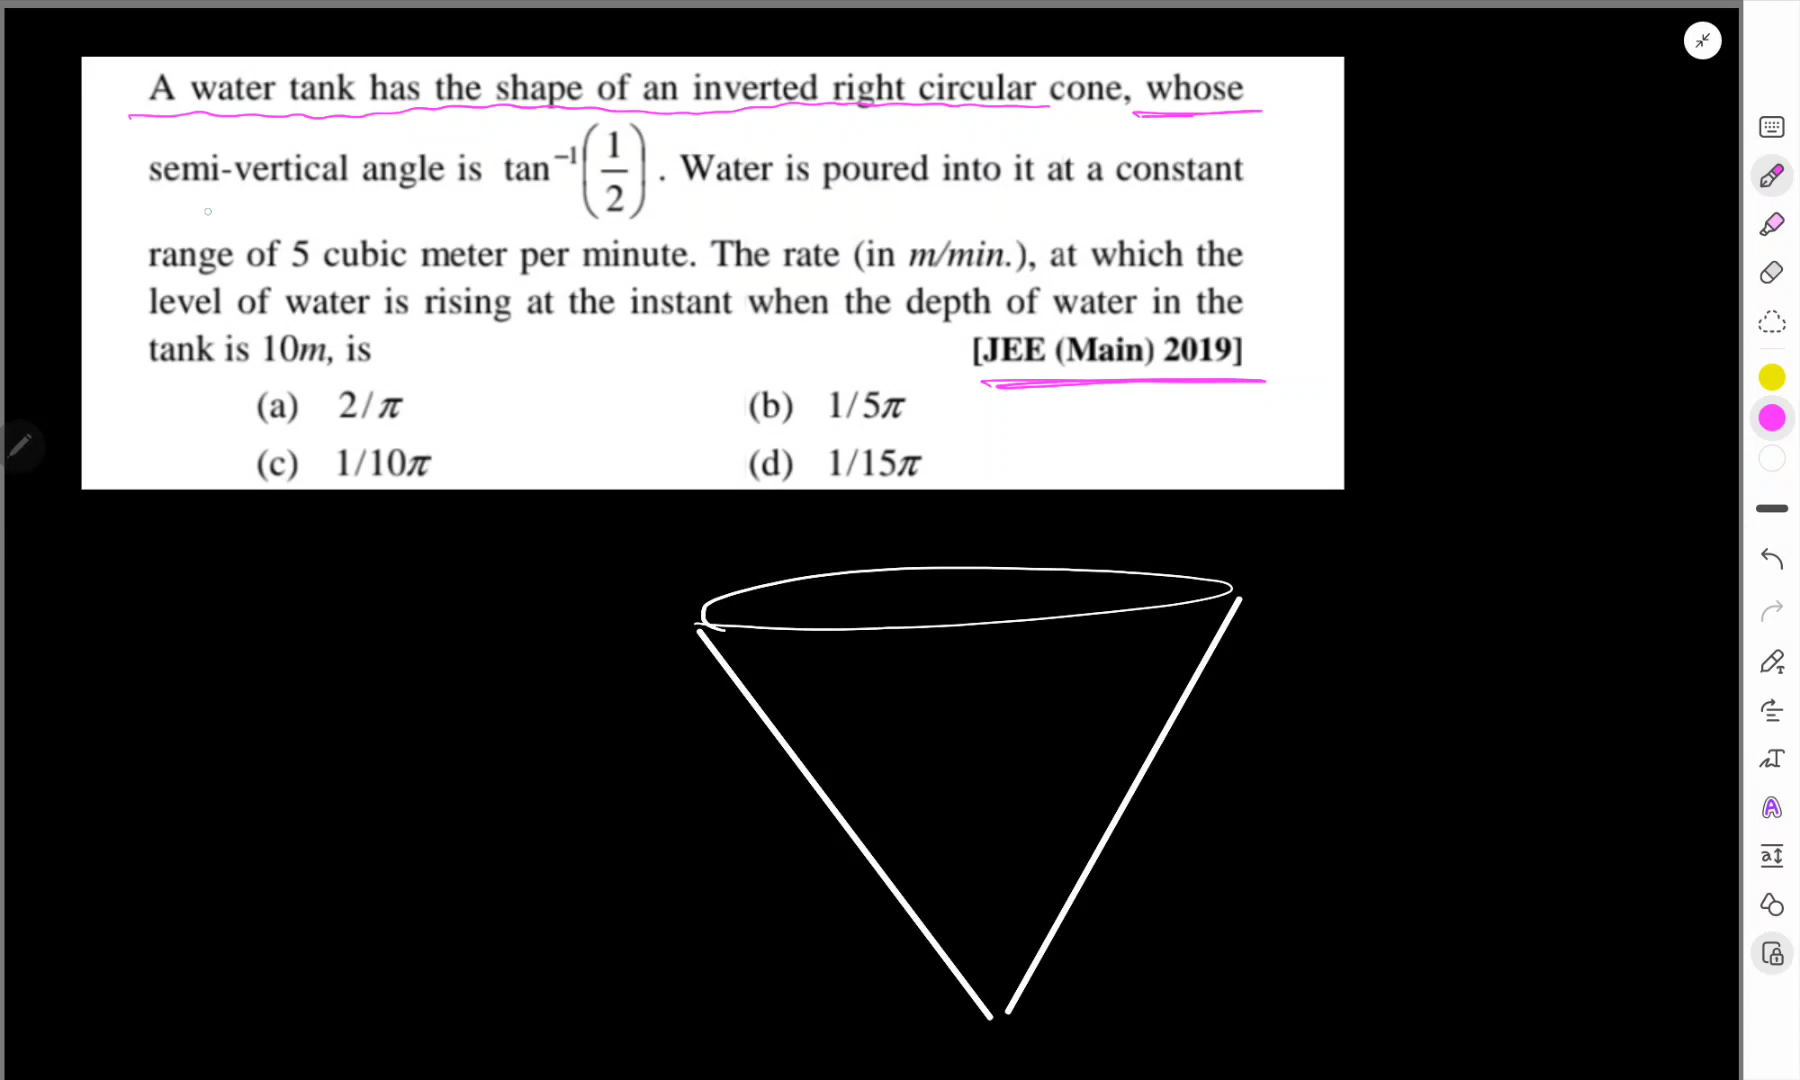 A water tank has the shape of an inverted right circular cone, whose
semi-vertical angle is tan⁻¹(1/2). Water is poured into it at a constant
range of 5 cubic meter per minute. The rate (in m/min.), at which the
level of water is rising at the instant when the depth of water in the
tank is 10m, is [JEE (Main) 2019]
(a) 2/π (b) 1/5π
(c) 1/10π (d) 1/15π